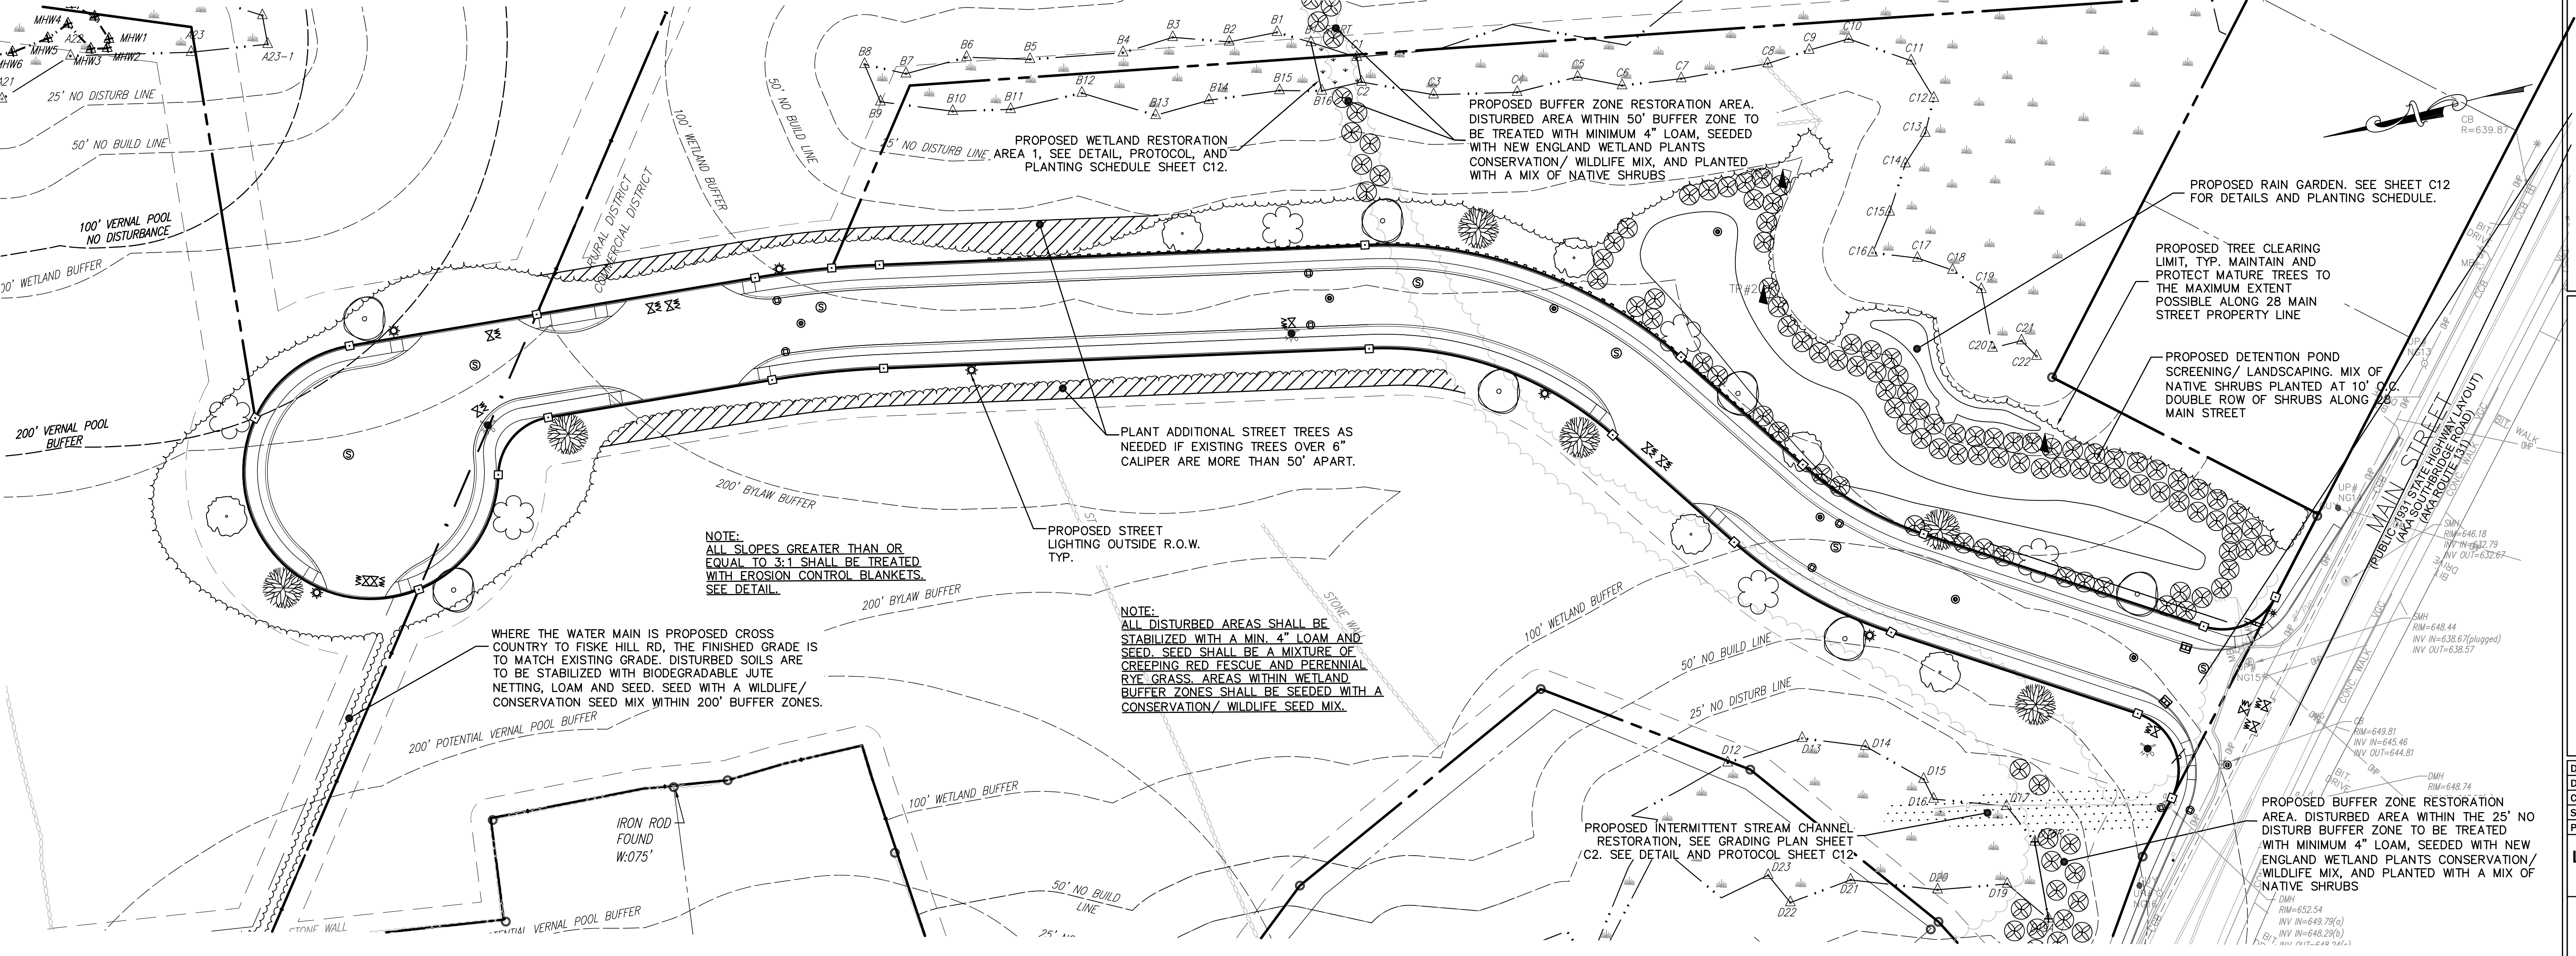 MHW4
A22
MHW1
A23
MHW5
MHW3
MHW2
MHW6
A21
A23-1
25' NO DISTURB LINE
50' NO BUILD LINE
100' VERNAL POOL
NO DISTURBANCE
200' VERNAL POOL
BUFFER
RURAL DISTRICT
COMMERCIAL DISTRICT
100' WETLAND BUFFER
50' NO BUILD LINE
25' NO DISTURB LINE
B8
B7
B6
B5
B4
B3
B2
B1
B9
B10
B11
B12
B13
B14
B15
B16
C1
C2
C3
C4
C5
C6
C7
C8
C9
C10
C11
C12
C13
C14
C15
C16
C17
C18
C19
C20
C21
C22
PROPOSED WETLAND RESTORATION
AREA 1, SEE DETAIL, PROTOCOL, AND
PLANTING SCHEDULE SHEET C12.
PROPOSED BUFFER ZONE RESTORATION AREA.
DISTURBED AREA WITHIN 50' BUFFER ZONE TO
BE TREATED WITH MINIMUM 4" LOAM, SEEDED
WITH NEW ENGLAND WETLAND PLANTS
CONSERVATION/ WILDLIFE MIX, AND PLANTED
WITH A MIX OF NATIVE SHRUBS
CB
R=639.87
PROPOSED RAIN GARDEN. SEE SHEET C12
FOR DETAILS AND PLANTING SCHEDULE.
PROPOSED TREE CLEARING
LIMIT, TYP. MAINTAIN AND
PROTECT MATURE TREES TO
THE MAXIMUM EXTENT
POSSIBLE ALONG 28 MAIN
STREET PROPERTY LINE
PROPOSED DETENTION POND
SCREENING/ LANDSCAPING. MIX OF
NATIVE SHRUBS PLANTED AT 10' O.C.
DOUBLE ROW OF SHRUBS ALONG 28
MAIN STREET
TP#2
PLANT ADDITIONAL STREET TREES AS
NEEDED IF EXISTING TREES OVER 6"
CALIPER ARE MORE THAN 50' APART.
PROPOSED STREET
LIGHTING OUTSIDE R.O.W.
TYP.
200' BYLAW BUFFER
200' BYLAW BUFFER
NOTE:
ALL SLOPES GREATER THAN OR
EQUAL TO 3:1 SHALL BE TREATED
WITH EROSION CONTROL BLANKETS.
SEE DETAIL.
NOTE:
ALL DISTURBED AREAS SHALL BE
STABILIZED WITH A MIN. 4" LOAM AND
SEED. SEED SHALL BE A MIXTURE OF
CREEPING RED FESCUE AND PERENNIAL
RYE GRASS. AREAS WITHIN WETLAND
BUFFER ZONES SHALL BE SEEDED WITH A
CONSERVATION/ WILDLIFE SEED MIX.
WHERE THE WATER MAIN IS PROPOSED CROSS
COUNTRY TO FISKE HILL RD, THE FINISHED GRADE IS
TO MATCH EXISTING GRADE. DISTURBED SOILS ARE
TO BE STABILIZED WITH BIODEGRADABLE JUTE
NETTING, LOAM AND SEED. SEED WITH A WILDLIFE/
CONSERVATION SEED MIX WITHIN 200' BUFFER ZONES.
200' POTENTIAL VERNAL POOL BUFFER
100' WETLAND BUFFER
50' NO BUILD LINE
25' NO DISTURB LINE
IRON ROD
FOUND
W:075'
100' WETLAND BUFFER
50' NO BUILD
LINE
VERNAL POOL BUFFER
STONE WALL
D12
D13
D14
D15
D16
D17
D19
D20
D21
D22
D23
PROPOSED INTERMITTENT STREAM CHANNEL
RESTORATION, SEE GRADING PLAN SHEET
C2. SEE DETAIL AND PROTOCOL SHEET C12
MAIN STREET
(PUBLIC -1931 STATE HIGHWAY LAYOUT)
(AKA SOUTHBRIDGE ROAD)
(AKA ROUTE 131)
CONC. WALK
BIT. WALK
SMH
RIM=646.18
INV IN=632.79
INV OUT=632.67
SMH
RIM=648.44
INV IN=638.67(plugged)
INV OUT=638.57
CB
RIM=649.81
INV IN=645.46
INV OUT=644.81
DMH
RIM=648.74
PROPOSED BUFFER ZONE RESTORATION
AREA. DISTURBED AREA WITHIN THE 25' NO
DISTURB BUFFER ZONE TO BE TREATED
WITH MINIMUM 4" LOAM, SEEDED WITH NEW
ENGLAND WETLAND PLANTS CONSERVATION/
WILDLIFE MIX, AND PLANTED WITH A MIX OF
NATIVE SHRUBS
DMH
RIM=652.54
INV IN=649.79(a)
INV IN=648.29(b)